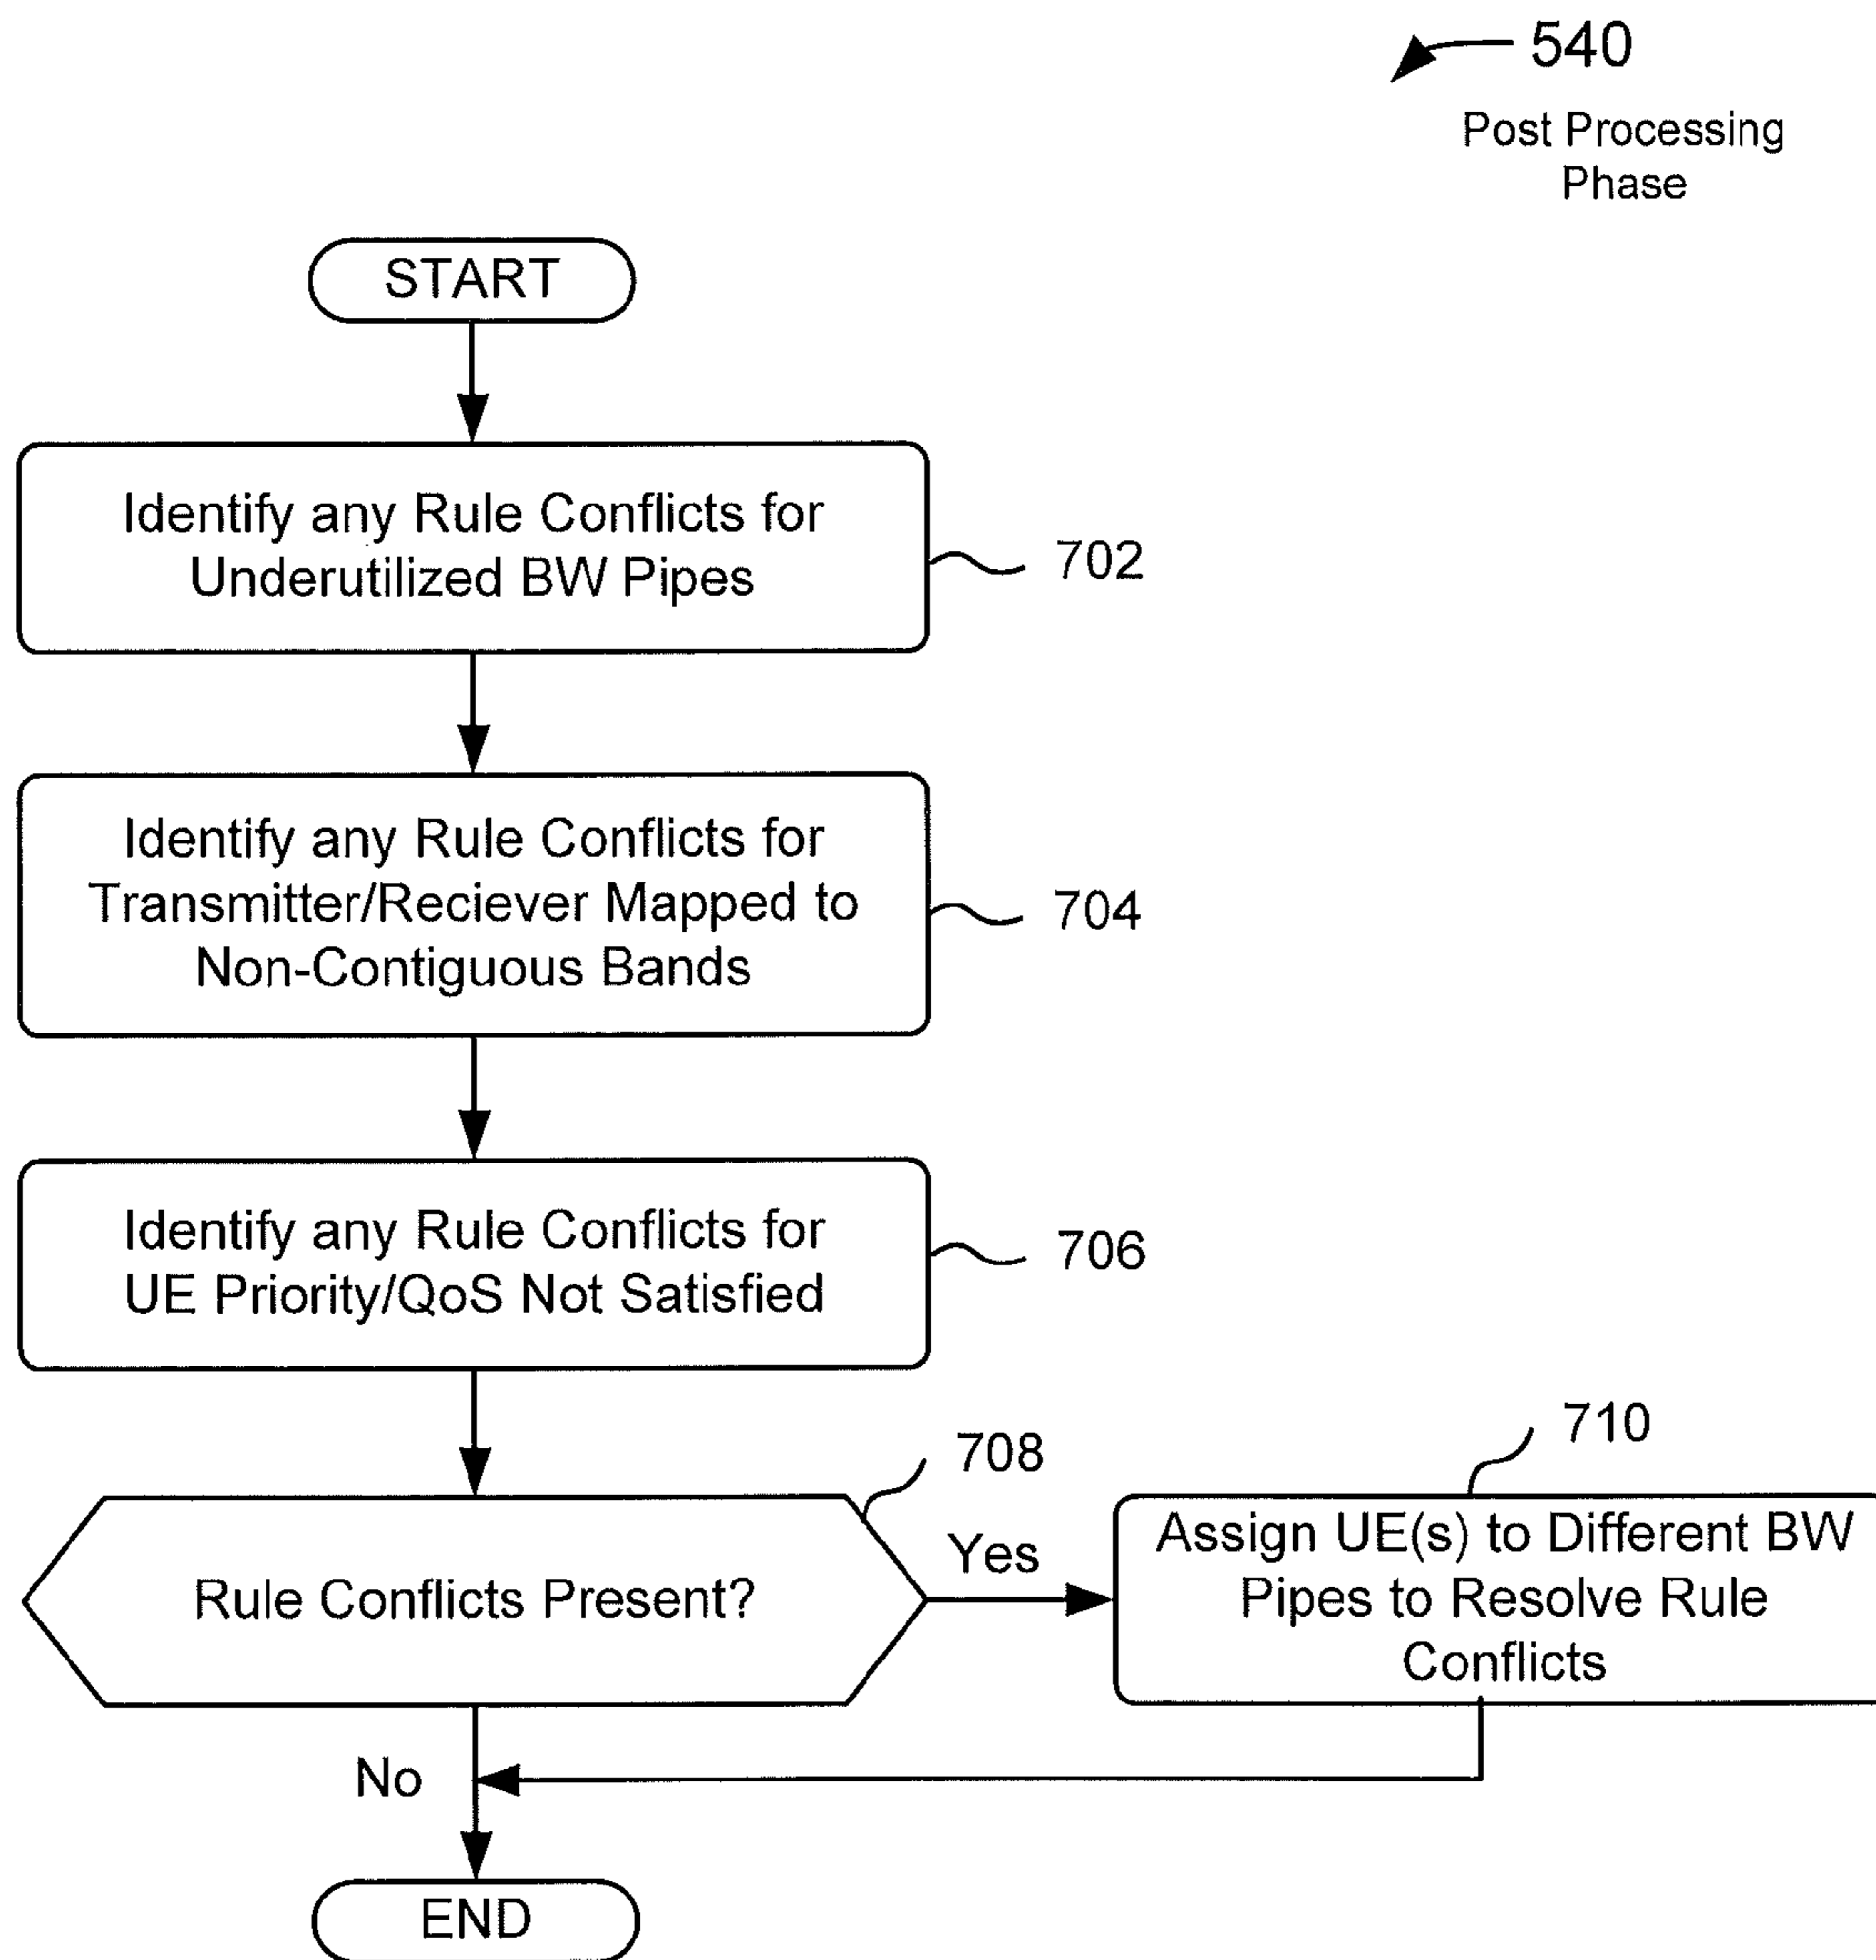 540
Post Processing
Phase
START
Identify any Rule Conflicts for
Underutilized BW Pipes
702
Identify any Rule Conflicts for
Transmitter/Reciever Mapped to
Non-Contiguous Bands
704
Identify any Rule Conflicts for
UE Priority/QoS Not Satisfied
706
708
Rule Conflicts Present?
Yes
710
Assign UE(s) to Different BW
Pipes to Resolve Rule
Conflicts
No
END